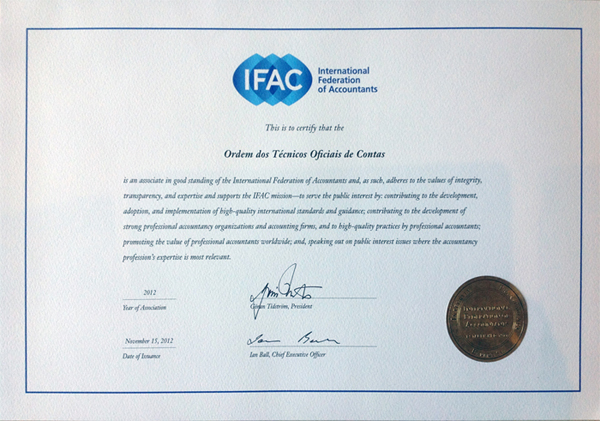 IFAC
International
Federation
of Accountants
This is to certify that the
Ordem dos Técnicos Oficiais de Contas
is an associate in good standing of the International Federation of Accountants and, as such, adheres to the values of integrity,
transparency, and expertise and supports the IFAC mission—to serve the public interest by: contributing to the development,
adoption, and implementation of high-quality international standards and guidance; contributing to the development of
strong professional accountancy organizations and accounting firms, and to high-quality practices by professional accountants;
promoting the value of professional accountants worldwide; and, speaking out on public interest issues where the accountancy
profession's expertise is most relevant.
2012
Year of Association
Göran Tidström, President
November 15, 2012
Date of Issuance
Ian Ball, Chief Executive Officer
International
Federation
Accountants